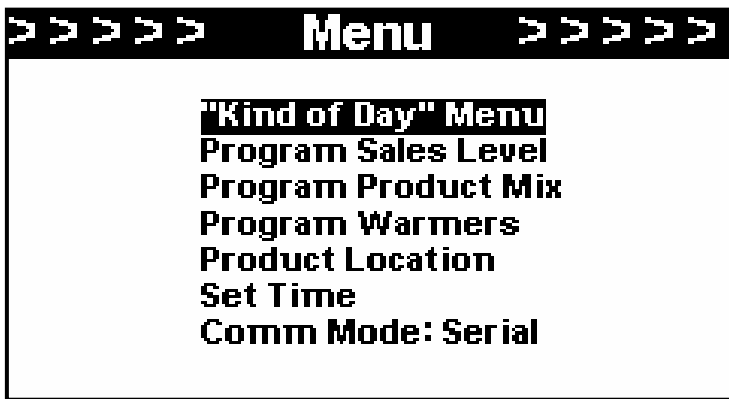 > > > > > Menu > > > > >
"Kind of Day" Menu
Program Sales Level
Program Product Mix
Program Warmers
Product Location
Set Time
Comm Mode: Serial